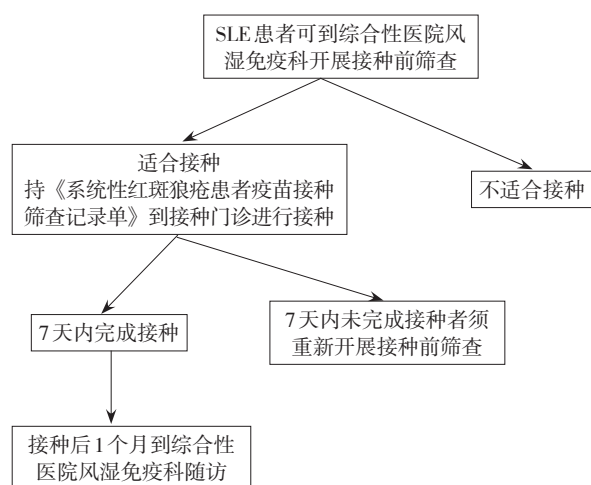 SLE患者可到综合性医院风
湿免疫科开展接种前筛查
适合接种
持《系统性红斑狼疮患者疫苗接种
筛查记录单》到接种门诊进行接种
不适合接种
7天内完成接种
7天内未完成接种者须
重新开展接种前筛查
接种后1个月到综合性
医院风湿免疫科随访